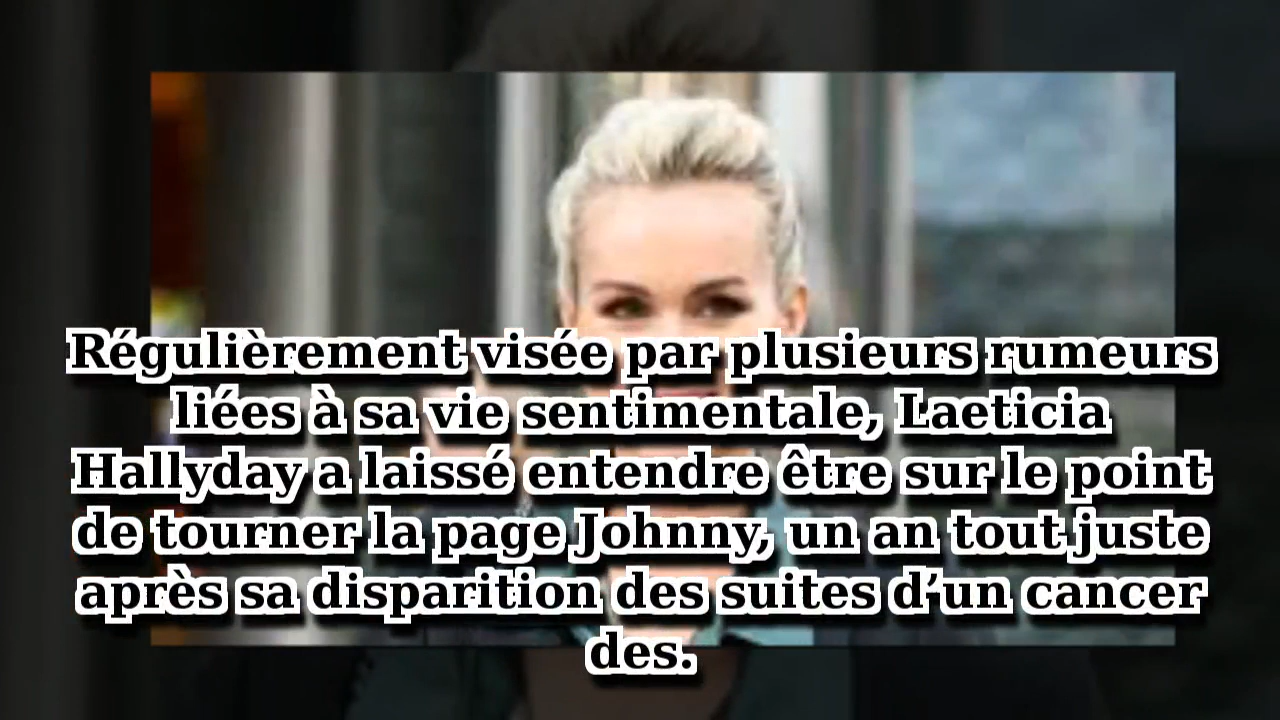 Régulièrement visée par plusieurs rumeurs
liées à sa vie sentimentale, Laeticia
Hallyday a laissé entendre être sur le point
de tourner la page Johnny, un an tout juste
après sa disparition des suites d’un cancer
des.